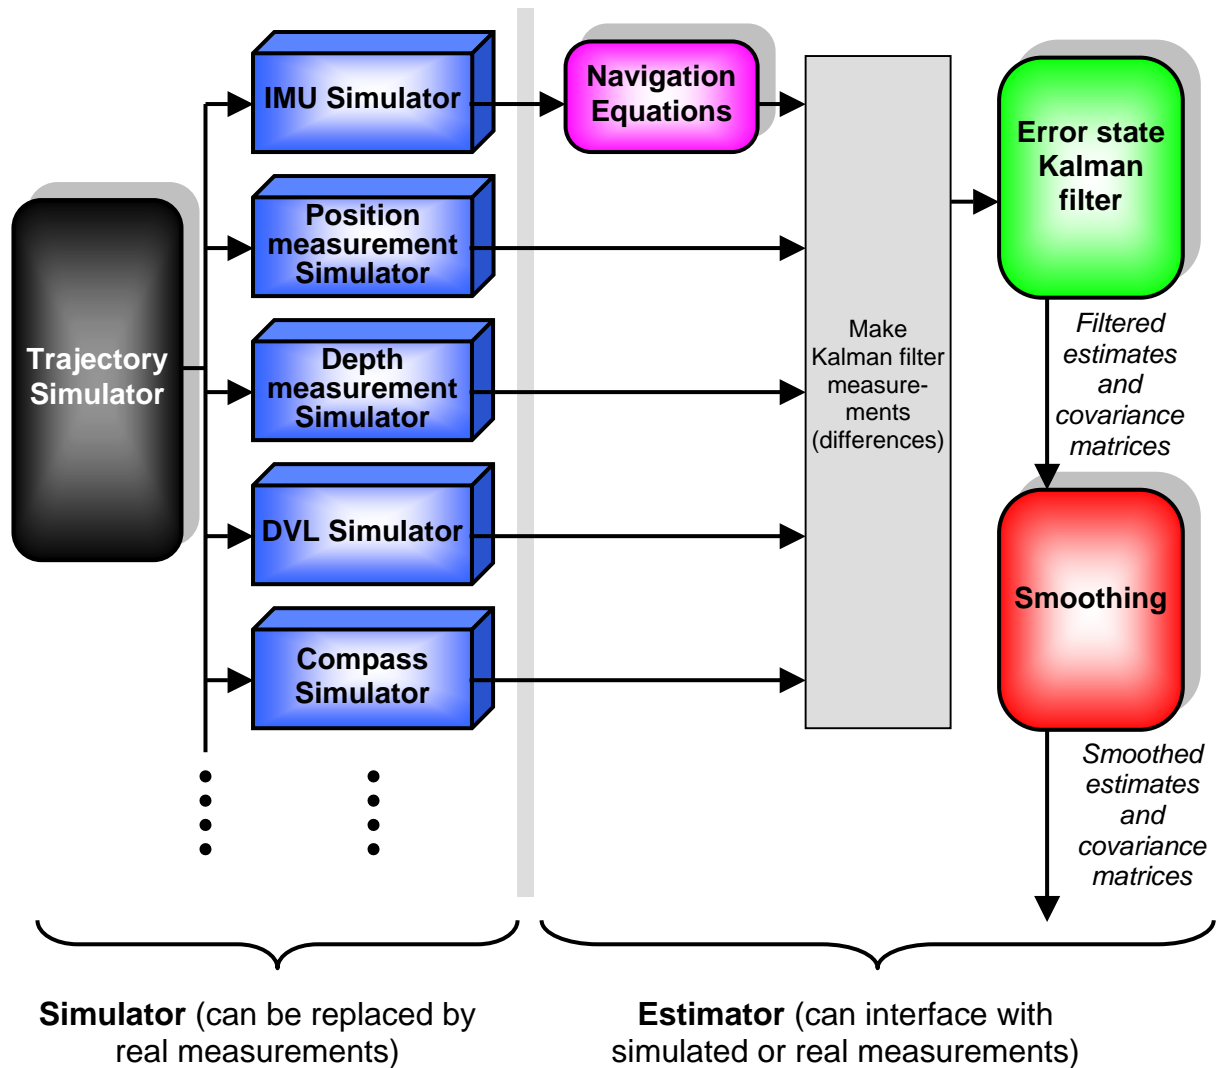 Trajectory
Simulator
IMU Simulator
Position
measurement
Simulator
Depth
measurement
Simulator
DVL Simulator
Compass
Simulator
Navigation
Equations
Make
Kalman filter
measure-
ments
(differences)
Error state
Kalman
filter
Filtered
estimates
and
covariance
matrices
Smoothing
Smoothed
estimates
and
covariance
matrices
Simulator (can be replaced by
real measurements)
Estimator (can interface with
simulated or real measurements)